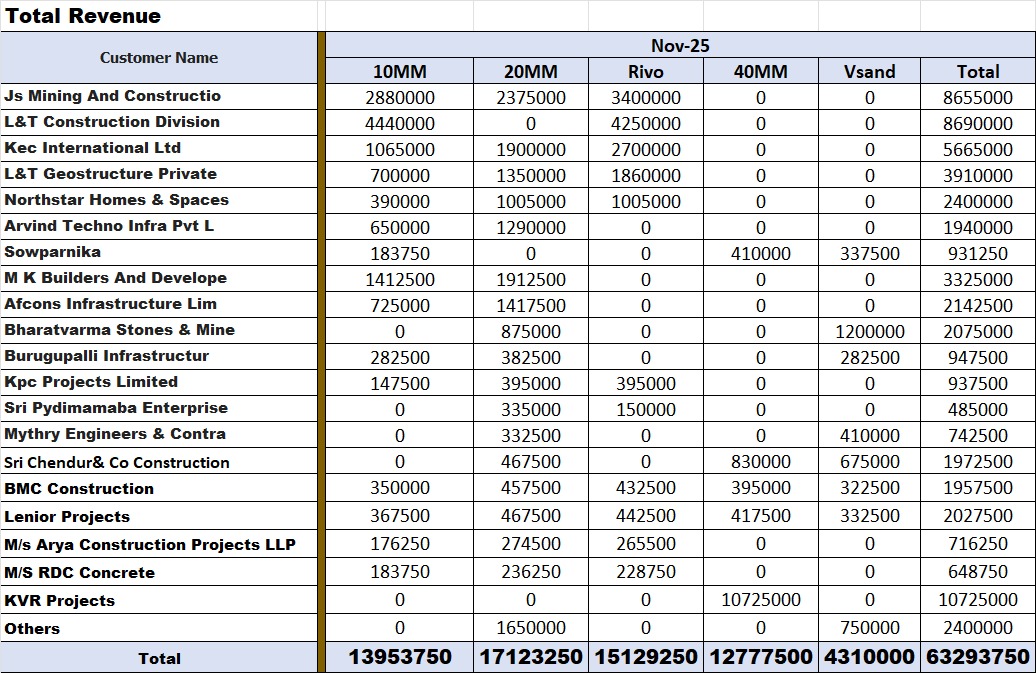 Total Revenue
Customer Name Nov-25
10MM 20MM Rivo 40MM Vsand Total
Js Mining And Constructio 2880000 2375000 3400000 0 0 8655000
L&T Construction Division 4440000 0 4250000 0 0 8690000
Kec International Ltd 1065000 1900000 2700000 0 0 5665000
L&T Geostructure Private 700000 1350000 1860000 0 0 3910000
Northstar Homes & Spaces 390000 1005000 1005000 0 0 2400000
Arvind Techno Infra Pvt L 650000 1290000 0 0 0 1940000
Sowparnika 183750 0 0 410000 337500 931250
M K Builders And Develope 1412500 1912500 0 0 0 3325000
Afcons Infrastructure Lim 725000 1417500 0 0 0 2142500
Bharatvarma Stones & Mine 0 875000 0 0 1200000 2075000
Burugupalli Infrastructur 282500 382500 0 0 282500 947500
Kpc Projects Limited 147500 395000 395000 0 0 937500
Sri Pydimamaba Enterprise 0 335000 150000 0 0 485000
Mythry Engineers & Contra 0 332500 0 0 410000 742500
Sri Chendur& Co Construction 0 467500 0 830000 675000 1972500
BMC Construction 350000 457500 432500 395000 322500 1957500
Lenior Projects 367500 467500 442500 417500 332500 2027500
M/s Arya Construction Projects LLP 176250 274500 265500 0 0 716250
M/S RDC Concrete 183750 236250 228750 0 0 648750
KVR Projects 0 0 0 10725000 0 10725000
Others 0 1650000 0 0 750000 2400000
Total 13953750 17123250 15129250 12777500 4310000 63293750